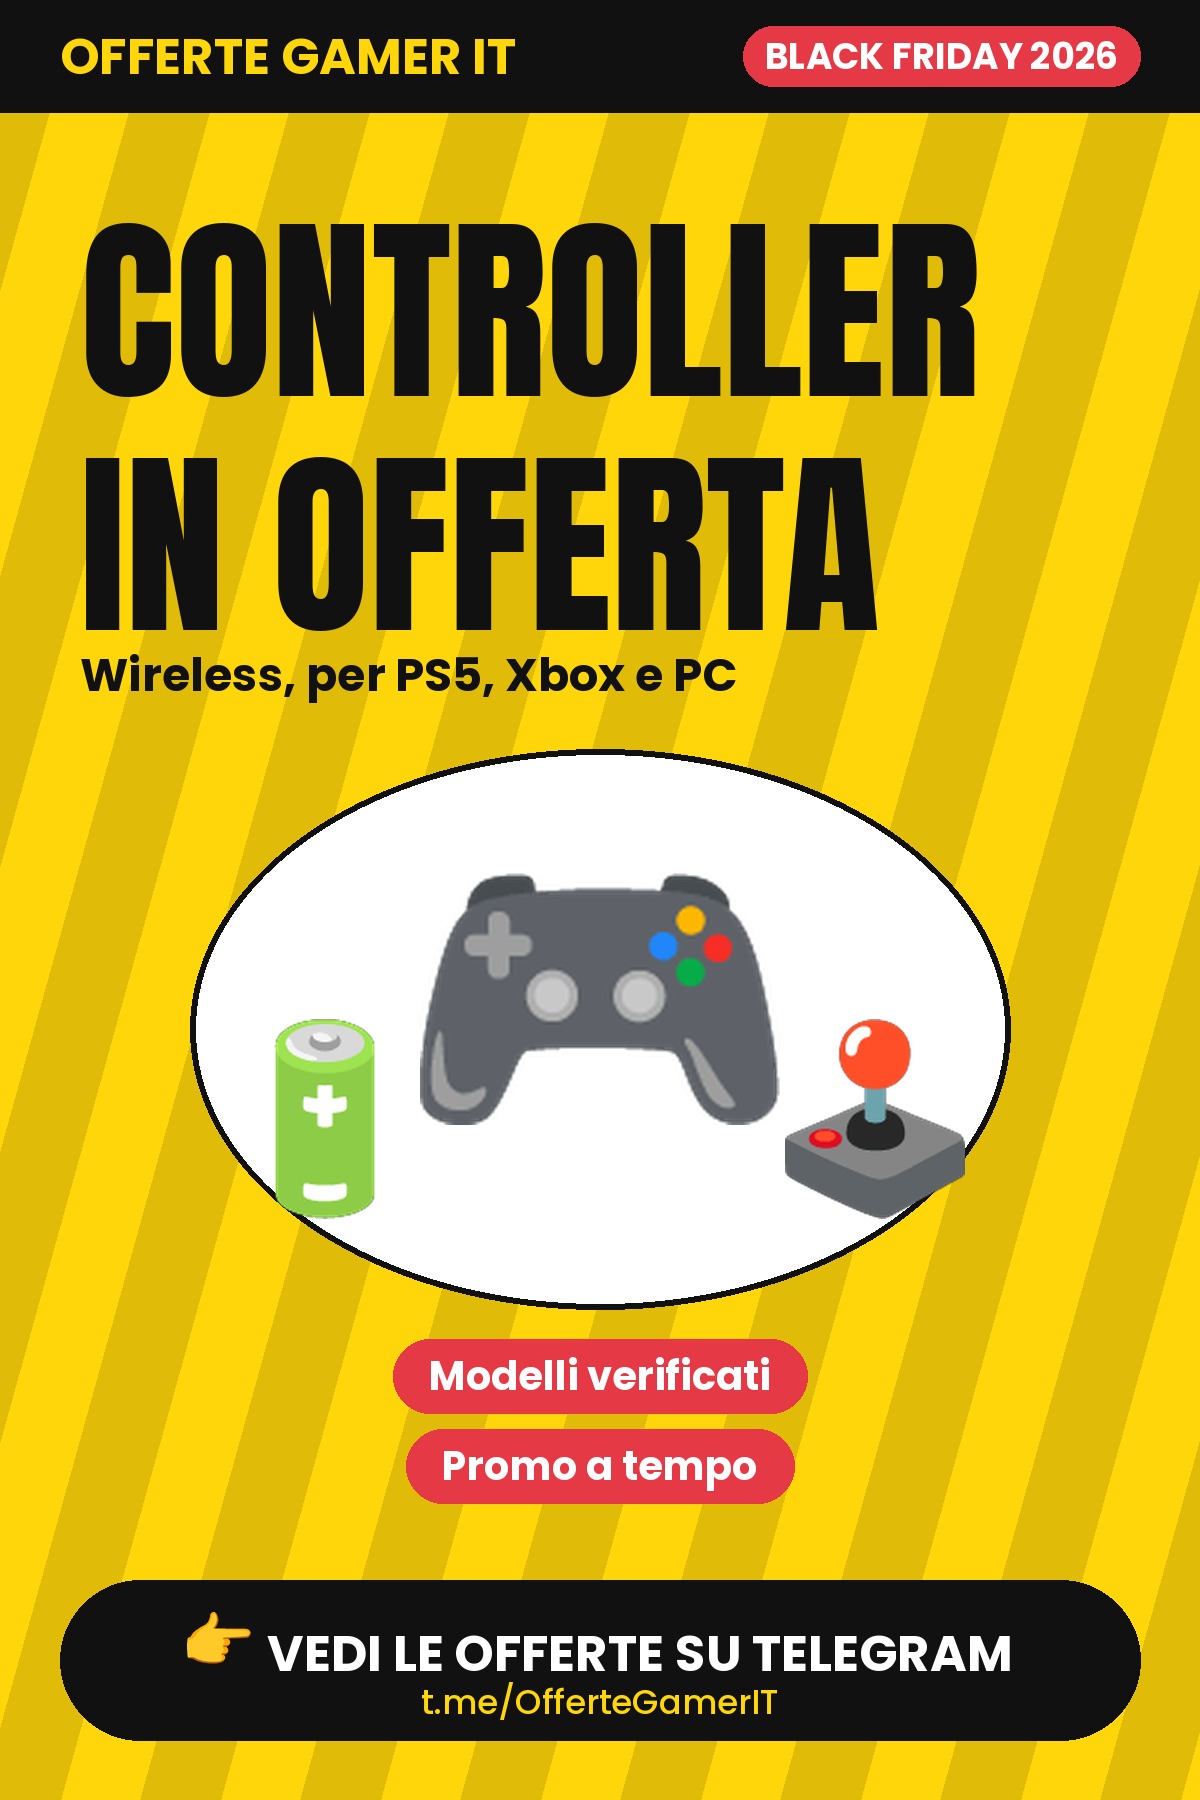 OFFERTE GAMER IT
BLACK FRIDAY 2026
CONTROLLER
IN OFFERTA
Wireless, per PS5, Xbox e PC
Modelli verificati
Promo a tempo
👉 VEDI LE OFFERTE SU TELEGRAM
t.me/OfferteGamerIT